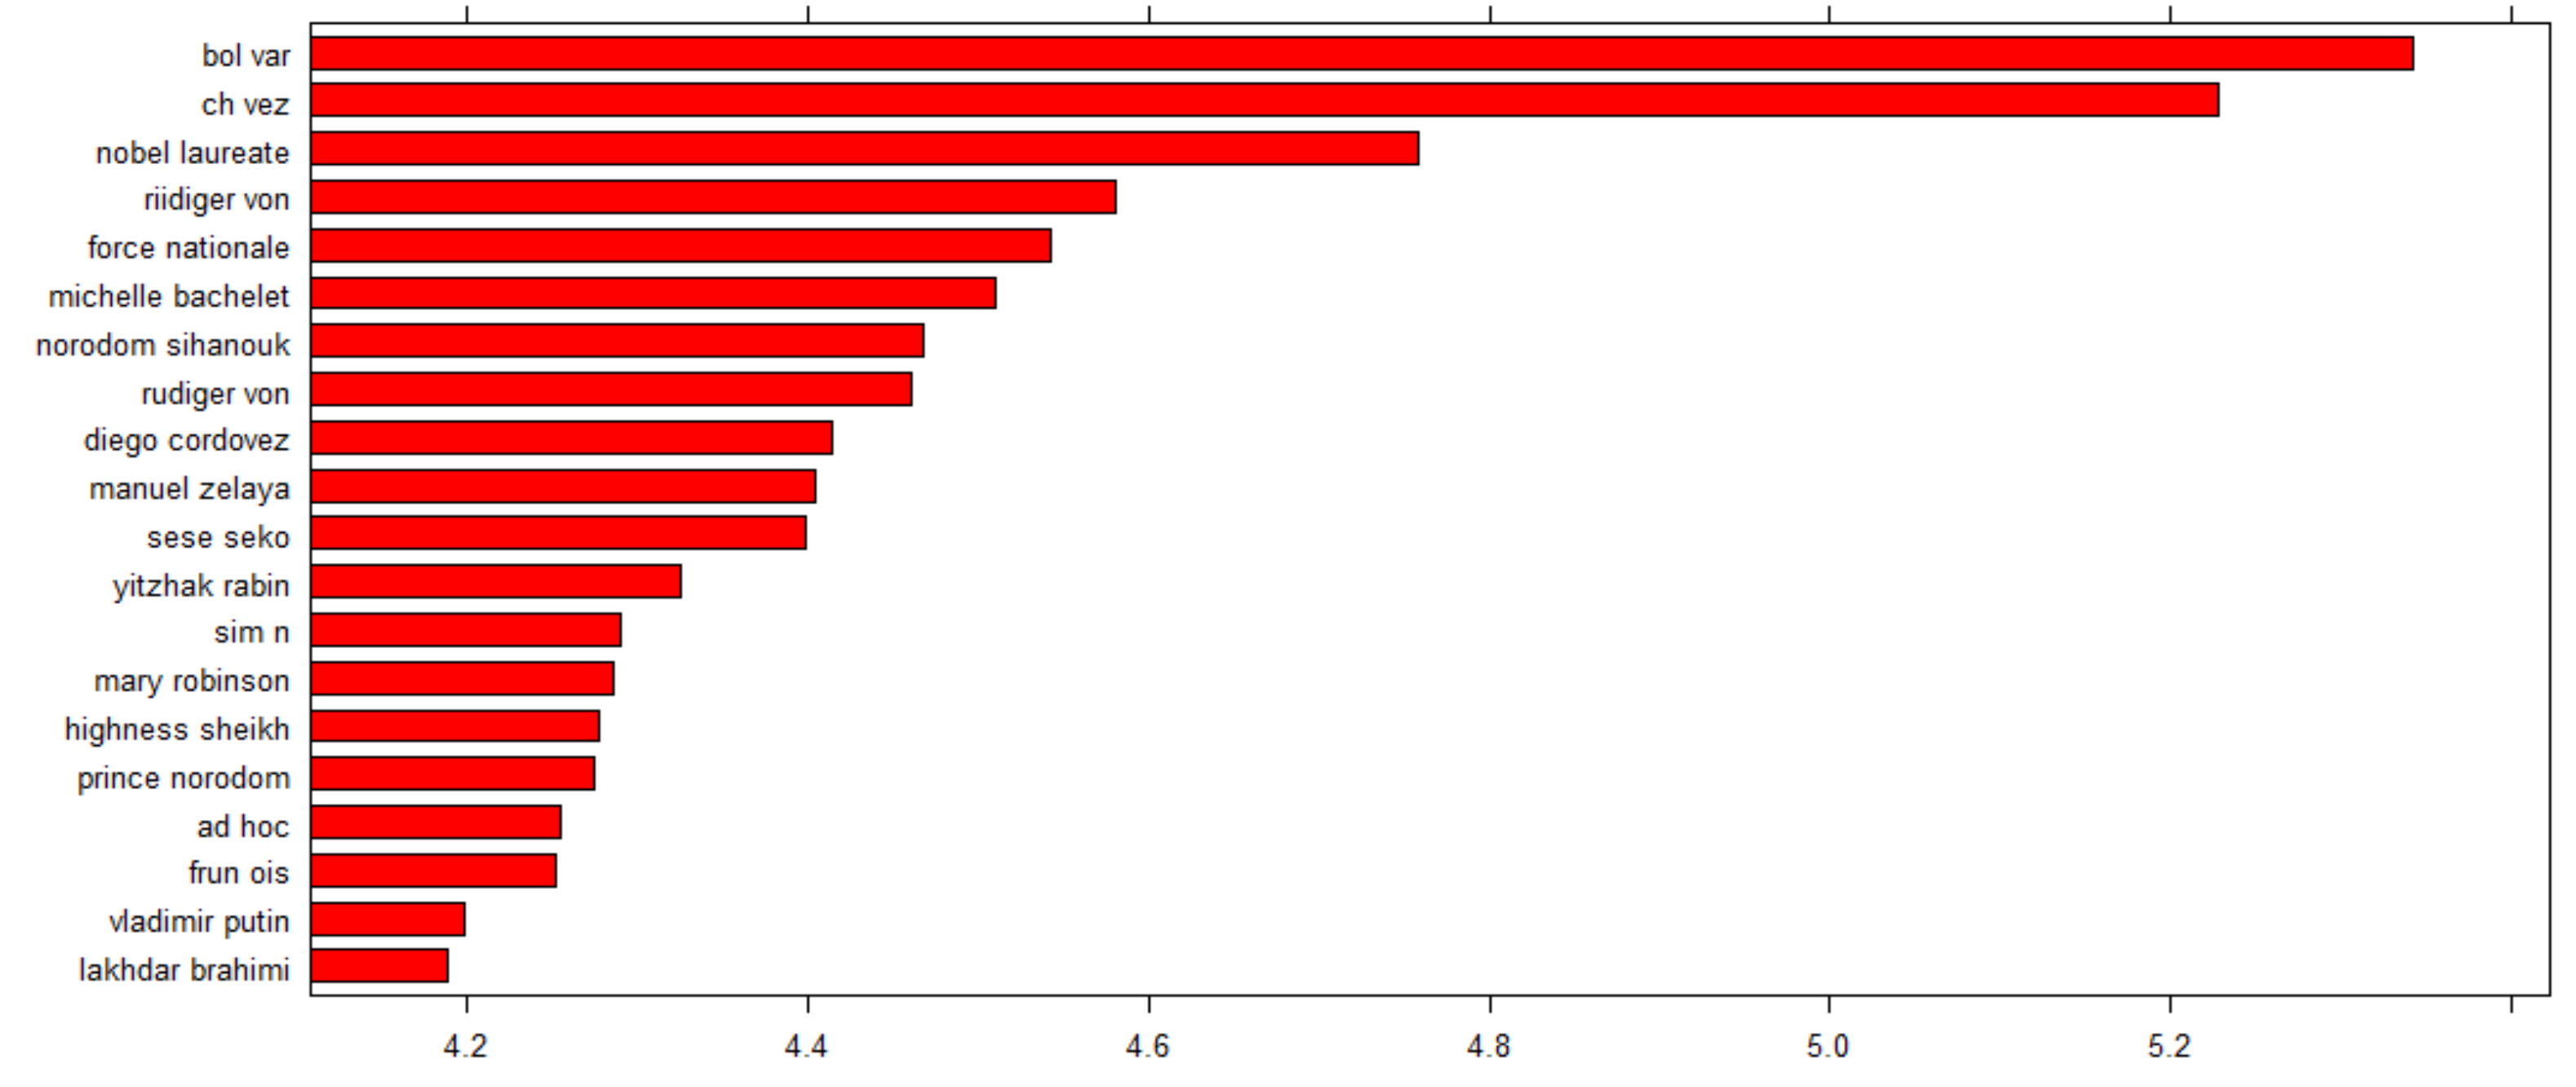 bol var
ch vez
nobel laureate
riidiger von
force nationale
michelle bachelet
norodom sihanouk
rudiger von
diego cordovez
manuel zelaya
sese seko
yitzhak rabin
sim n
mary robinson
highness sheikh
prince norodom
ad hoc
frun ois
vladimir putin
lakhdar brahimi
4.2 4.4 4.6 4.8 5.0 5.2